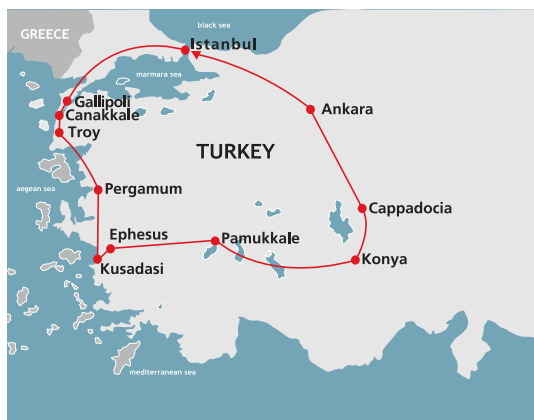 black sea
GREECE
Istanbul
marmara sea
Gallipoli
Canakkale
Troy
Ankara
TURKEY
aegean sea
Pergamum
Cappadocia
Ephesus
Pamukkale
Kusadasi
Konya
mediterranean sea